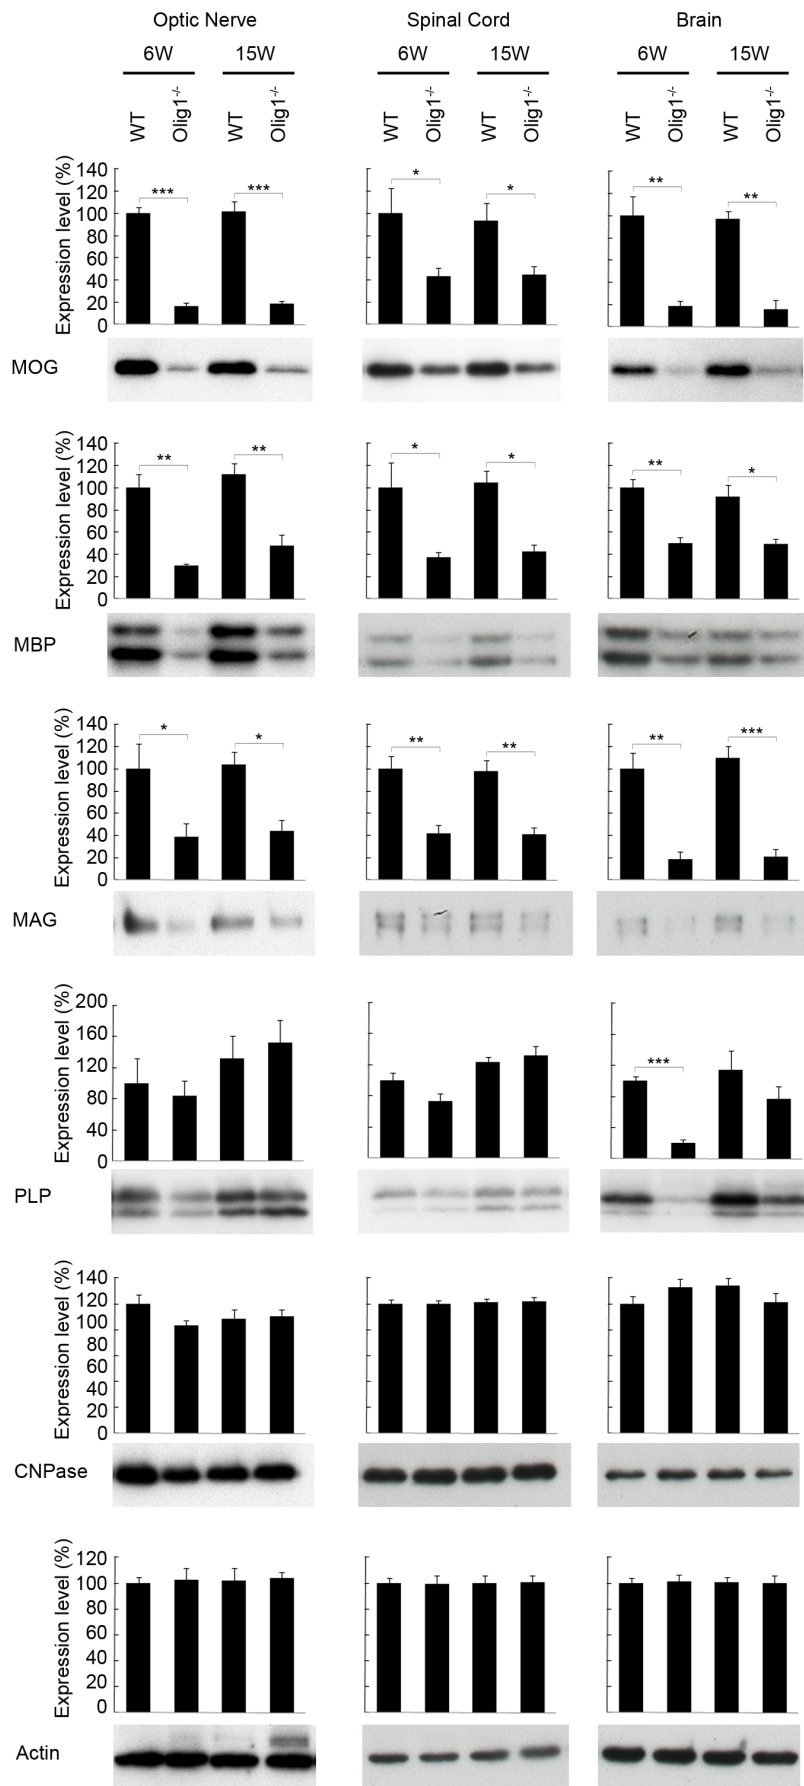 Optic Nerve Spinal Cord Brain
6W 15W 6W 15W 6W 15W
WT Olig1-/- WT Olig1-/- WT Olig1-/- WT Olig1-/- WT Olig1-/- WT Olig1-/-
Expression level (%)
140
120
100
80
60
40
20
0
*** *** * * ** **
MOG
Expression level (%)
140
120
100
80
60
40
20
0
** ** * * ** *
MBP
Expression level (%)
140
120
100
80
60
40
20
0
* * ** ** ** ***
MAG
Expression level (%)
200
160
120
80
40
0
***
PLP
Expression level (%)
140
120
100
80
60
40
20
0
CNPase
Expression level (%)
120
100
80
60
40
20
0
Actin